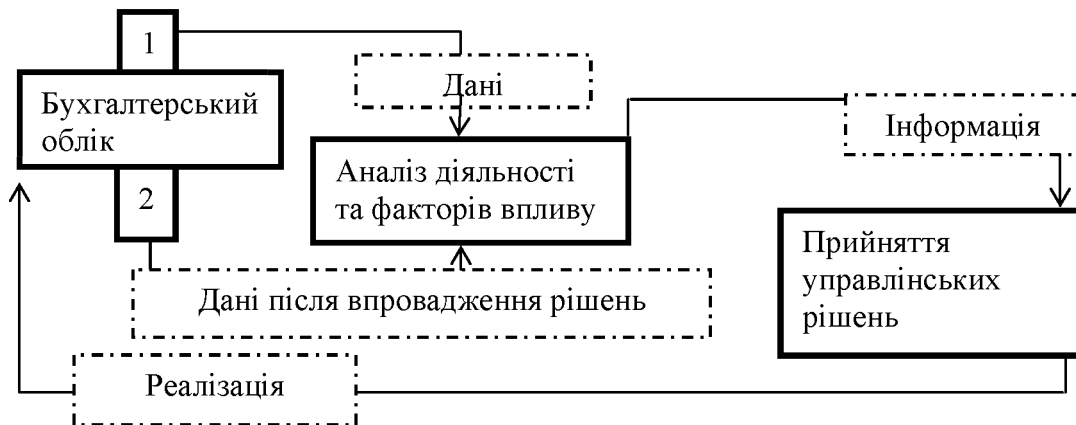 1
Дані
Бухгалтерський
облік
Інформація
Аналіз діяльності
та факторів впливу
2
Прийняття
управлінських
рішень
Дані після впровадження рішень
Реалізація